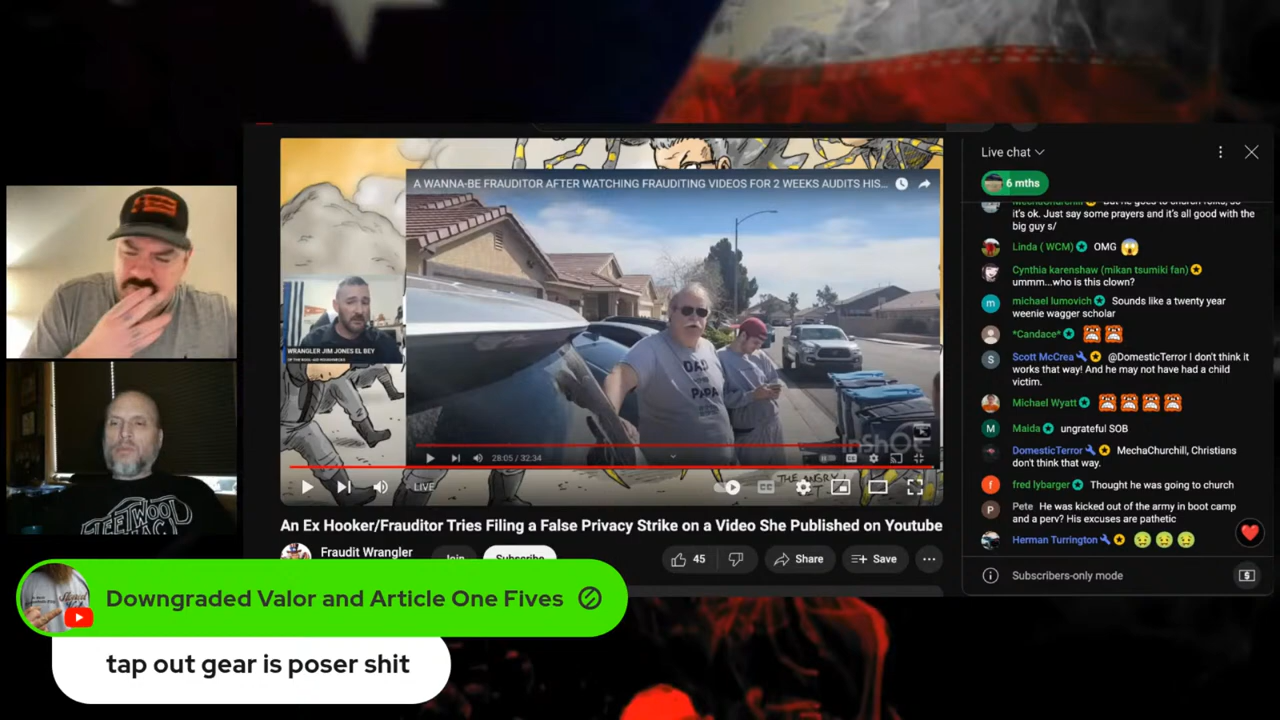 A WANNA-BE FRAUDITOR AFTER WATCHING FRAUDITING VIDEOS FOR 2 WEEKS AUDITS HIS...
WRANGLER JIM JONES EL BEY
DAD
PAPA
28:05 / 32:34
InShOt
LIVE
THE ANGRY
An Ex Hooker/Frauditor Tries Filing a False Privacy Strike on a Video She Published on Youtube
Fraudit Wrangler
Join
Subscribe
45
Share
Save
FLEETWOOD
MAC
Live chat
6 mths
it's ok. Just say some prayers and it's all good with the
big guy s/
Linda ( WCM) OMG
Cynthia karenshaw (mikan tsumiki fan)
ummm...who is this clown?
michael lumovich Sounds like a twenty year
weenie wagger scholar
*Candace*
Scott McCrea @DomesticTerror I don't think it
works that way! And he may not have had a child
victim.
Michael Wyatt
Maida ungrateful SOB
DomesticTerror MechaChurchill, Christians
don't think that way.
fred lybarger Thought he was going to church
Pete He was kicked out of the army in boot camp
and a perv? His excuses are pathetic
Herman Turrington
Subscribers-only mode
Downgraded Valor and Article One Fives
tap out gear is poser shit